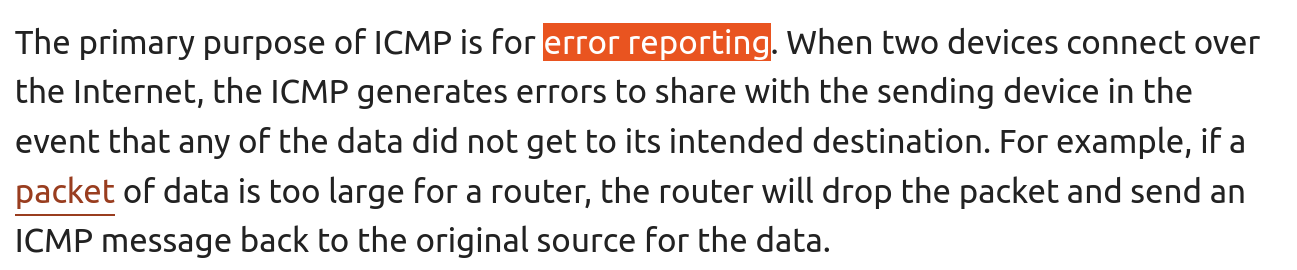 The primary purpose of ICMP is for error reporting. When two devices connect over
the Internet, the ICMP generates errors to share with the sending device in the
event that any of the data did not get to its intended destination. For example, if a
packet of data is too large for a router, the router will drop the packet and send an
ICMP message back to the original source for the data.